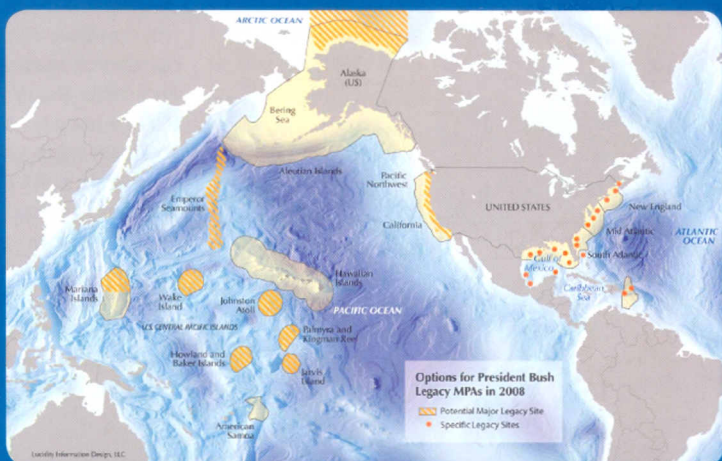 ARCTIC OCEAN
Alaska
(US)
Bering
Sea
Aleutian Islands
Pacific
Northwest
Emperor
Seamounts
California
UNITED STATES
New England
Mid Atlantic
South Atlantic
ATLANTIC
OCEAN
Gulf of
Mexico
Caribbean
Sea
Mariana
Islands
Wake
Island
Johnston
Atoll
Hawaiian
Islands
PACIFIC OCEAN
U.S. CENTRAL PACIFIC ISLANDS
Palmyra and
Kingman Reef
Howland and
Baker Islands
Jarvis
Island
American
Samoa
Options for President Bush
Legacy MPAs in 2008
Potential Major Legacy Site
Specific Legacy Sites
Lucidity Information Design, LLC